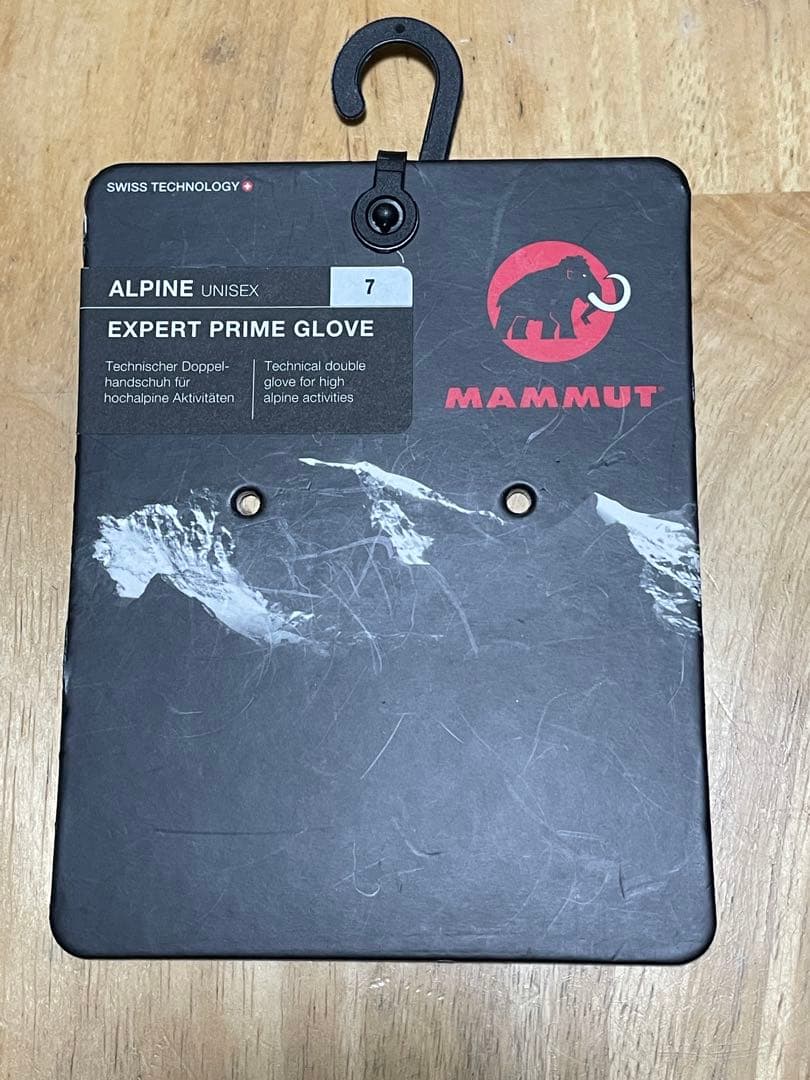 SWISS TECHNOLOGY
ALPINE UNISEX
7
EXPERT PRIME GLOVE
Technischer Doppel-
handschuh für
hochalpine Aktivitäten
Technical double
glove for high
alpine activities
MAMMUT®